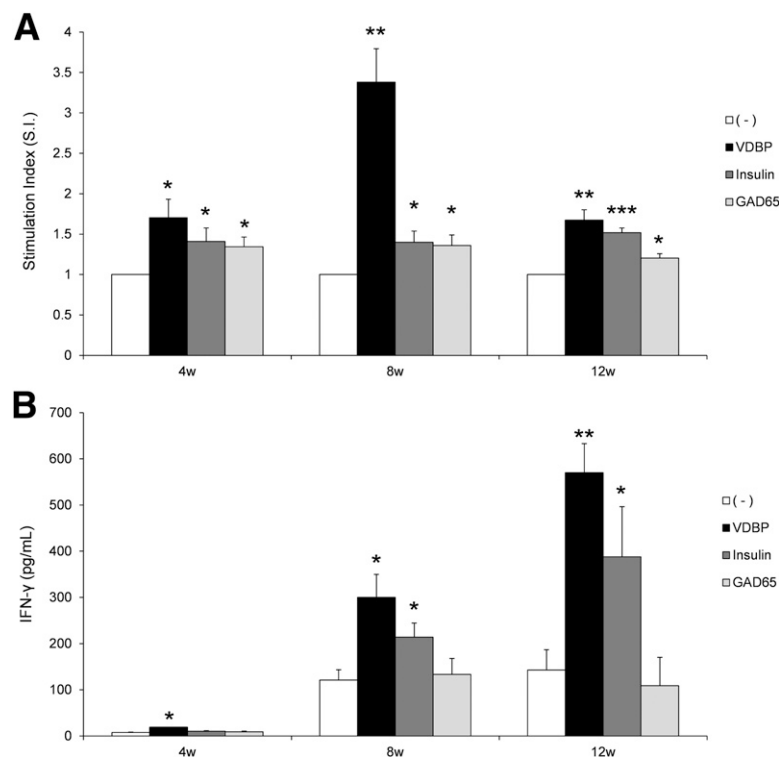 A
4
3.5
3
2.5
2
1.5
1
0.5
0
Stimulation Index (S.I.)
*
*
*
**
*
*
**
***
*
4w
8w
12w
(-)
VDBP
Insulin
GAD65
B
700
600
500
400
300
200
100
0
IFN-γ (pg/mL)
*
*
*
**
*
4w
8w
12w
(-)
VDBP
Insulin
GAD65